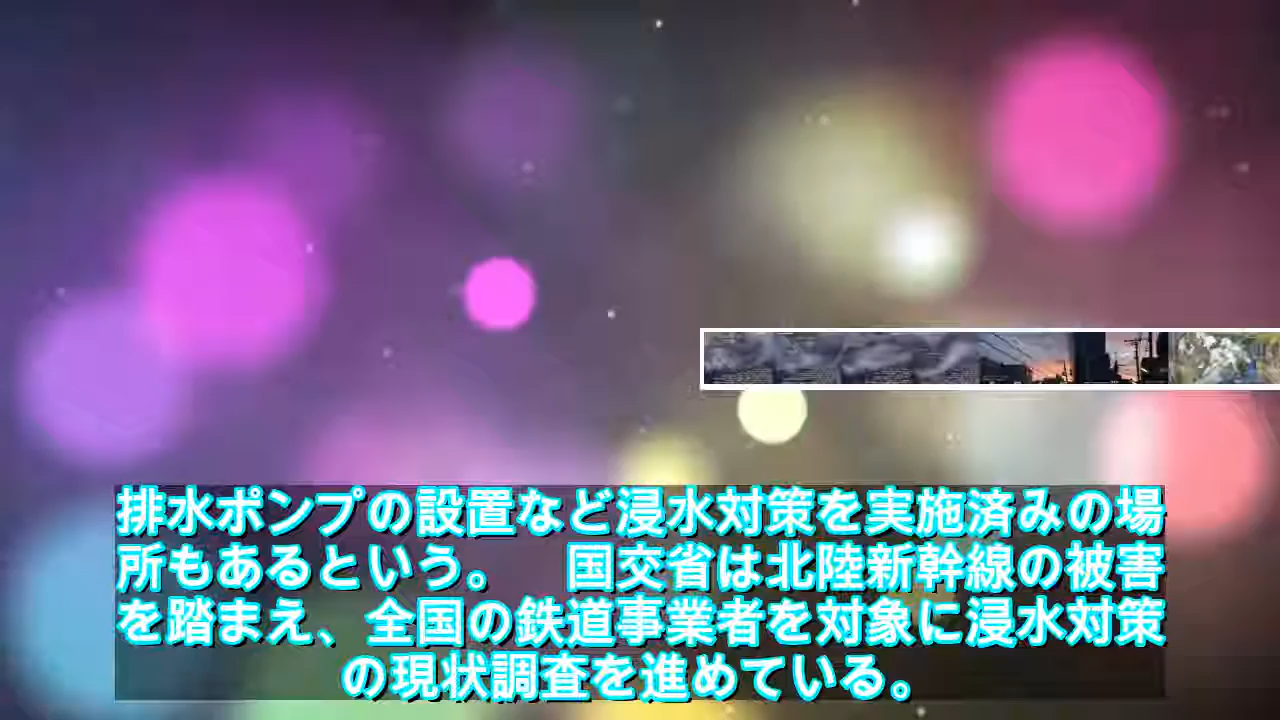 排水ポンプの設置など浸水対策を実施済みの場
所もあるという。　国交省は北陸新幹線の被害
を踏まえ、全国の鉄道事業者を対象に浸水対策
の現状調査を進めている。